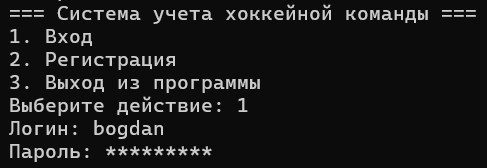 === Система учета хоккейной команды ===
1. Вход
2. Регистрация
3. Выход из программы
Выберите действие: 1
Логин: bogdan
Пароль: *********